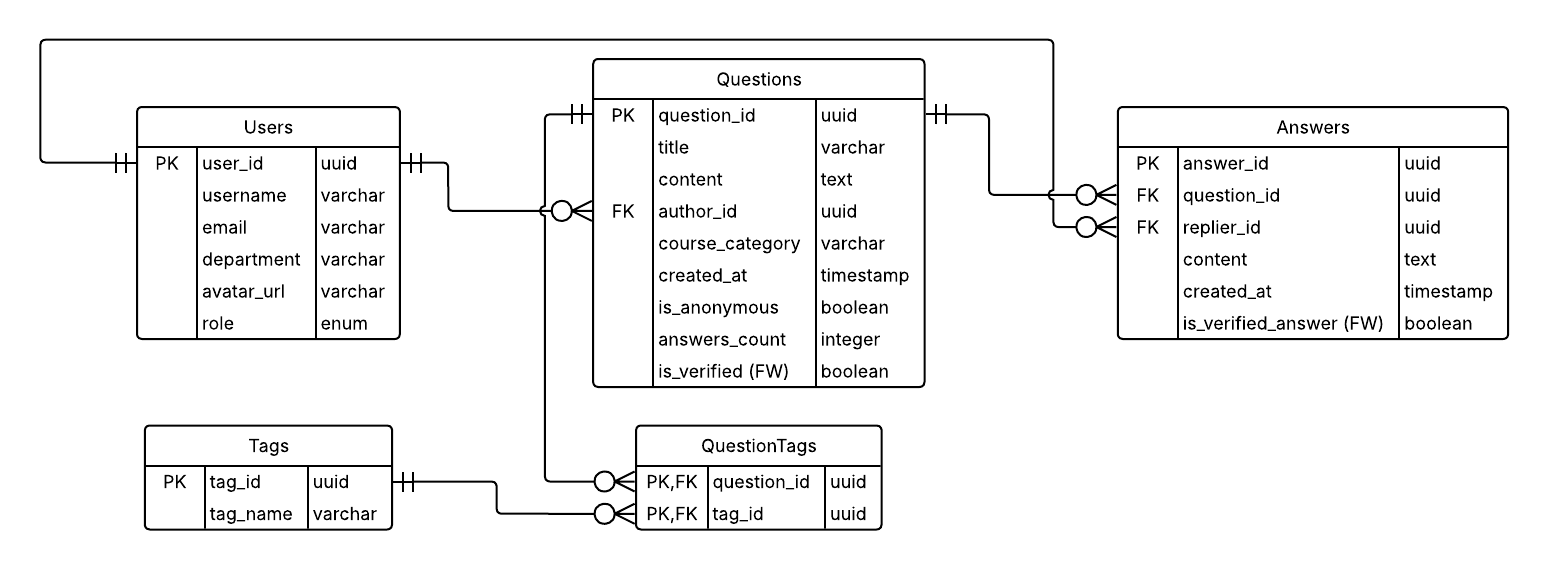 Users
PK user_id uuid
username varchar
email varchar
department varchar
avatar_url varchar
role enum
Questions
PK question_id uuid
title varchar
content text
FK author_id uuid
course_category varchar
created_at timestamp
is_anonymous boolean
answers_count integer
is_verified (FW) boolean
Answers
PK answer_id uuid
FK question_id uuid
FK replier_id uuid
content text
created_at timestamp
is_verified_answer (FW) boolean
Tags
PK tag_id uuid
tag_name varchar
QuestionTags
PK,FK question_id uuid
PK,FK tag_id uuid